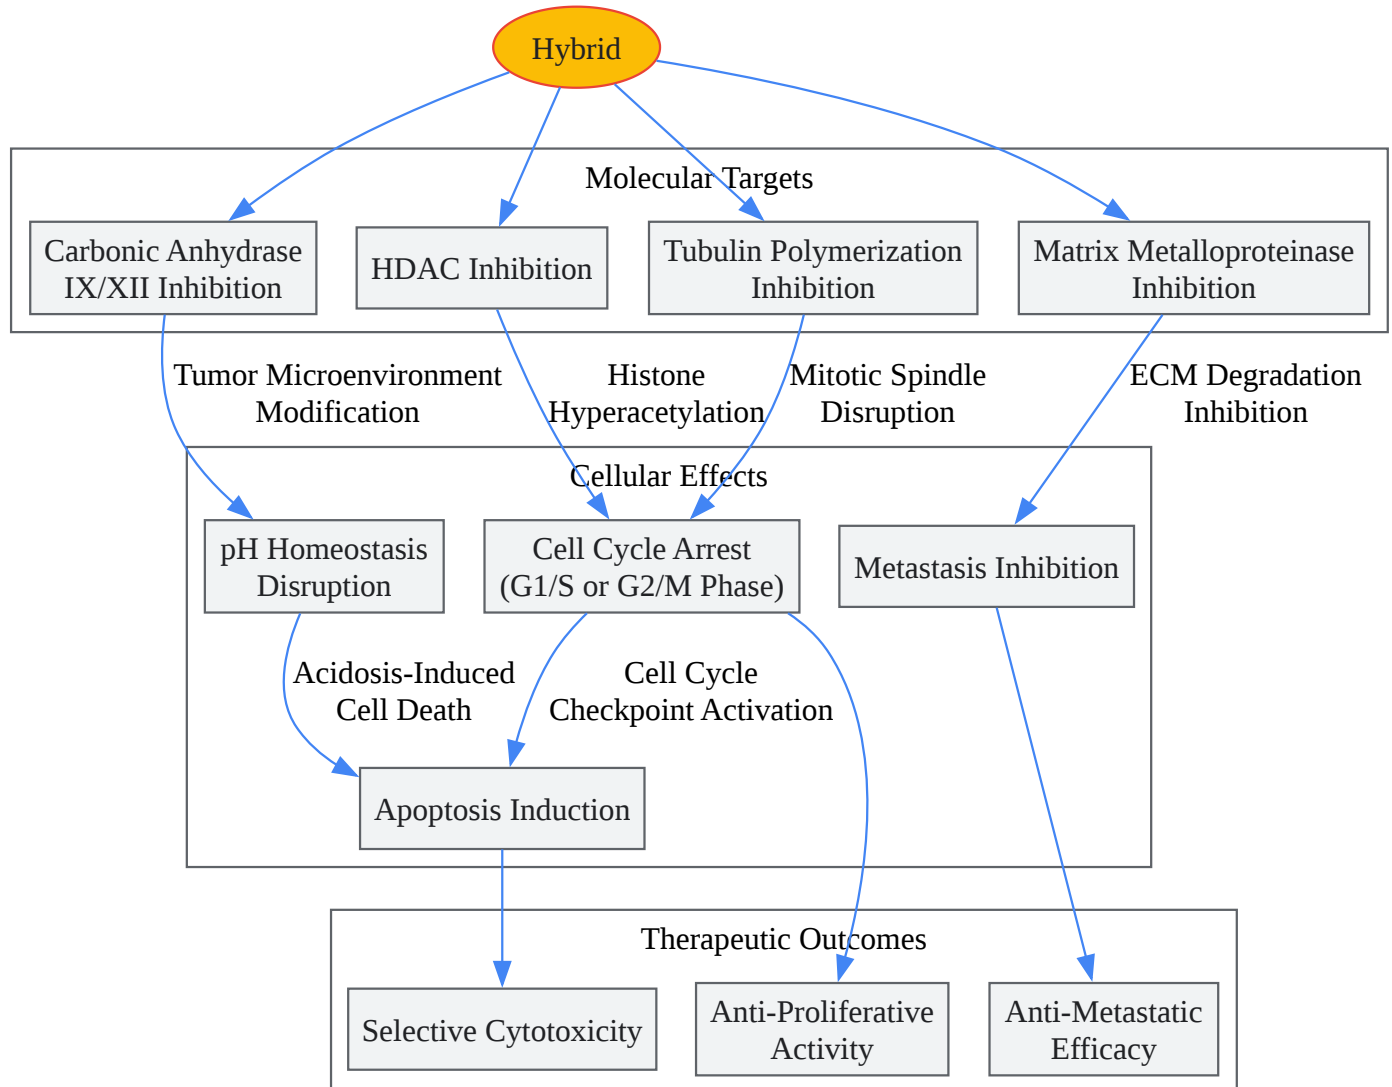 Hybrid
Molecular Targets
Carbonic Anhydrase
IX/XII Inhibition
HDAC Inhibition
Tubulin Polymerization
Inhibition
Matrix Metalloproteinase
Inhibition
Tumor Microenvironment
Modification
Histone
Hyperacetylation
Mitotic Spindle
Disruption
ECM Degradation
Inhibition
Cellular Effects
pH Homeostasis
Disruption
Cell Cycle Arrest
(G1/S or G2/M Phase)
Metastasis Inhibition
Acidosis-Induced
Cell Death
Cell Cycle
Checkpoint Activation
Apoptosis Induction
Therapeutic Outcomes
Selective Cytotoxicity
Anti-Proliferative
Activity
Anti-Metastatic
Efficacy